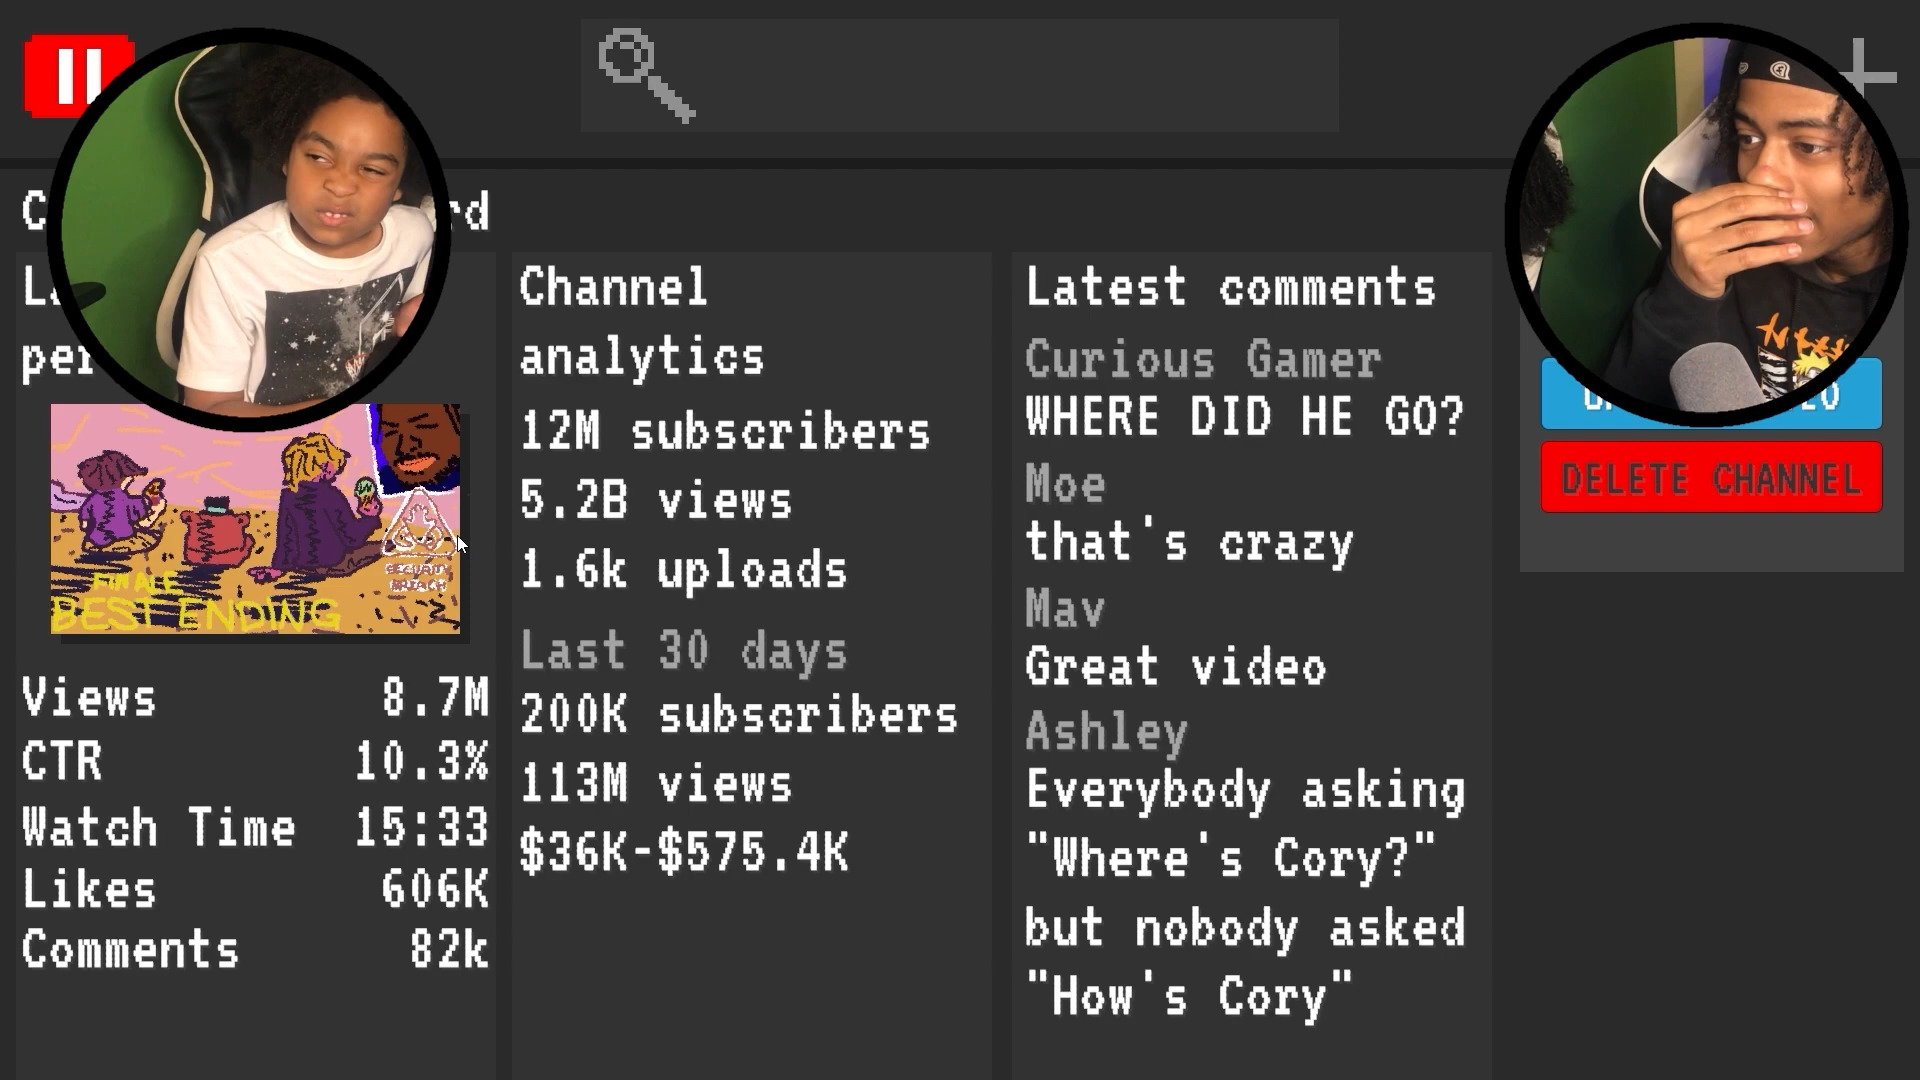 Channel
analytics
12M subscribers
5.2B views
1.6k uploads
Last 30 days
200K subscribers
113M views
$36K-$575.4K
Latest comments
Curious Gamer
WHERE DID HE GO?
Moe
that's crazy
Mav
Great video
Ashley
Everybody asking
"Where's Cory?"
but nobody asked
"How's Cory"
DELETE CHANNEL
FINALE
BEST ENDING
SECURITY
BREACH
Views 8.7M
CTR 10.3%
Watch Time 15:33
Likes 606K
Comments 82k